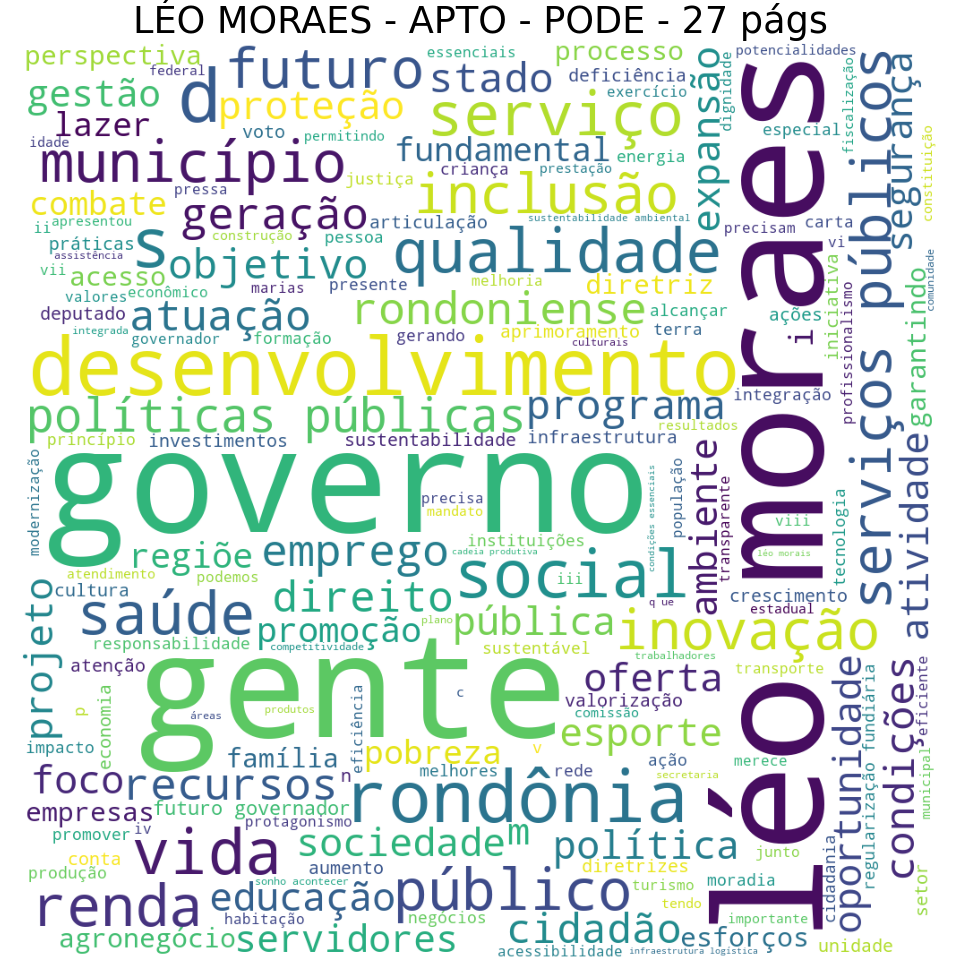 LÉO MORAES - APTO - PODE - 27 págs
perspectiva
federal
futuro
essenciais
processo
potencialidades
gestão
d
proteção
stado
deficiência
exercício
expansão
dignidade
serviços públicos
segurança
fiscalização
lazer
voto
permitindo
serviço
especial
idade
município
fundamental
energia
constituição
pressa
justiça
criança
prestação
combate
geração
inclusão
ii
apresentou
articulação
sustentabilidade ambiental
precisam
carta
práticas
s
construção
pessoa
qualidade
vi
assistência
vii
acesso
objetivo
melhoria
diretriz
léo moraes
iniciativa
profissionalismo
garantindo
comunidade
valores
econômico
marias
presente
rondoniense
alcançar
ações
deputado
atuação
gerando
aprimoramento
terra
i
integrada
governador
formação
culturais
desenvolvimento
políticas públicas
programa
integração
princípio
investimentos
sustentabilidade
infraestrutura
resultados
modernização
governo
precisa
mandato
condições essenciais
população
ambiente
transparente
atividade
tecnologia
viii
regiõe
emprego
instituições
cadeia produtiva
léo morais
atendimento
podemos
social
iii
cultura
direito
q ue
crescimento
estadual
projeto
saúde
plano
promoção
pública
inovação
responsabilidade
competitividade
sustentável
trabalhadores
atenção
gente
oferta
transporte
oportunidade
regularização fundiária
condições
eficiente
economia
p
áreas
produtos
eficiência
c
valorização
comissão
esporte
merece
impacto
família
pobreza
v
ação
foco
recursos
n
melhores
rede
secretaria
municipal
empresas
futuro governador
rondônia
promover
iv
protagonismo
vida
sociedade
m
política
junto
conta
aumento
diretrizes
cidadania
produção
sonho acontecer
turismo
moradia
setor
renda
educação
público
tendo
habitação
negócios
cidadão
importante
agronegócio
servidores
acessibilidade
infraestrutura logística
esforços
unidade